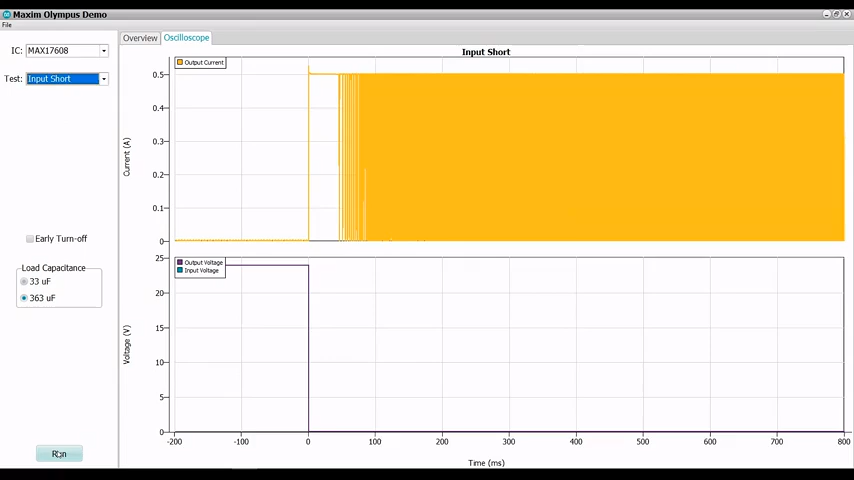 Maxim Olympus Demo
File
IC: MAX17608
Test: Input Short
Early Turn-off
Load Capacitance
33 uF
363 uF
Run
Overview Oscilloscope
Input Short
Output Current
0.5
0.4
0.3
0.2
0.1
0
Current (A)
Output Voltage
Input Voltage
25
20
15
10
5
0
Voltage (V)
-200 -100 0 100 200 300 400 500 600 700 800
Time (ms)